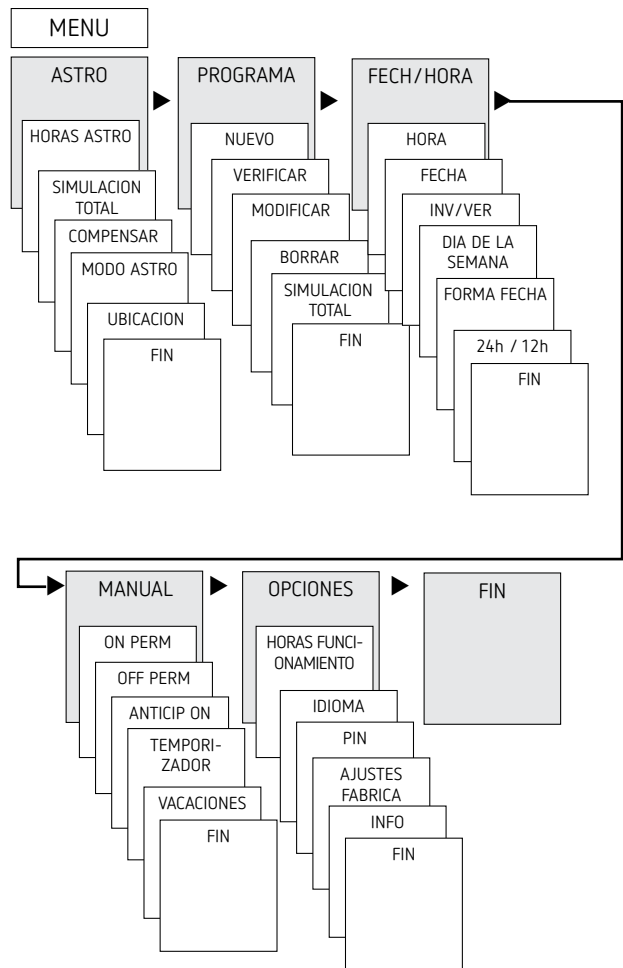 MENU
ASTRO
HORAS ASTRO
SIMULACION
TOTAL
COMPENSAR
MODO ASTRO
UBICACION
FIN
PROGRAMA
NUEVO
VERIFICAR
MODIFICAR
BORRAR
SIMULACION
TOTAL
FIN
FECH/HORA
HORA
FECHA
INV/VER
DIA DE LA
SEMANA
FORMA FECHA
24h / 12h
FIN
MANUAL
ON PERM
OFF PERM
ANTICIP ON
TEMPORI-
ZADOR
VACACIONES
FIN
OPCIONES
HORAS FUNCI-
ONAMIENTO
IDIOMA
PIN
AJUSTES
FABRICA
INFO
FIN
FIN